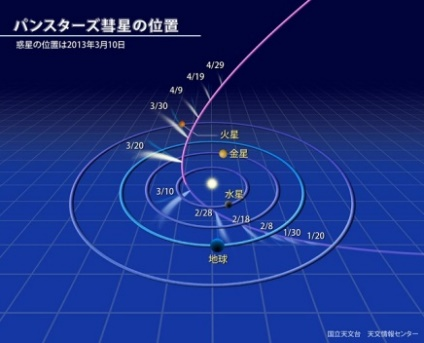 パンスターズ彗星の位置
惑星の位置は2013年3月10日
4/29
4/19
4/9
3/30
火星
3/20
金星
3/10
水星
2/28
2/18
2/8
1/30
1/20
地球
国立天文台 天文情報センター